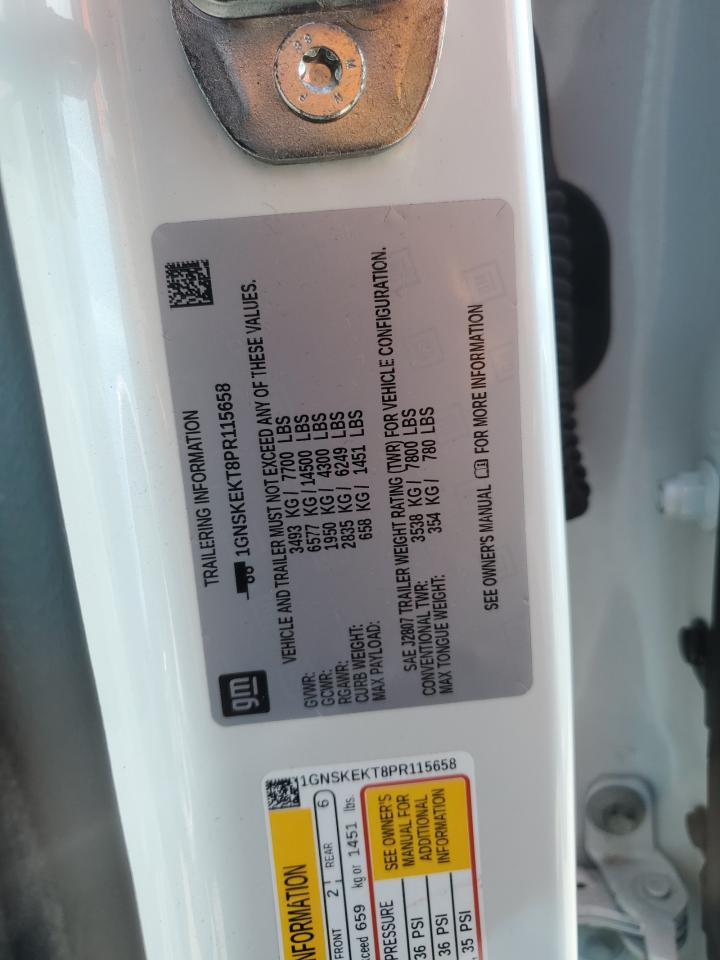 TRAILERING INFORMATION
1GNSKEKT8PR115658
VEHICLE AND TRAILER MUST NOT EXCEED ANY OF THESE VALUES.
GVWR: 3493 KG / 7700 LBS
GCWR: 6577 KG / 14500 LBS
RGAWR: 1950 KG / 4300 LBS
CURB WEIGHT: 2835 KG / 6249 LBS
MAX PAYLOAD: 658 KG / 1451 LBS
SAE J2807 TRAILER WEIGHT RATING (TWR) FOR VEHICLE CONFIGURATION.
CONVENTIONAL TWR: 3538 KG / 7800 LBS
MAX TONGUE WEIGHT: 354 KG / 780 LBS
SEE OWNER'S MANUAL FOR MORE INFORMATION
gm
1GNSKEKT8PR115658
INFORMATION
FRONT 2 REAR 6
exceed 659 kg or 1451 lbs.
PRESSURE
36 PSI
36 PSI
, 35 PSI
SEE OWNER'S
MANUAL FOR
ADDITIONAL
INFORMATION